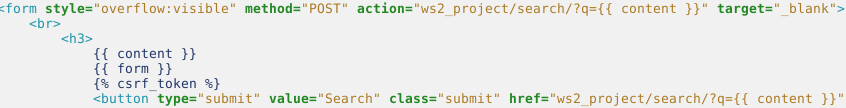 <form style="overflow:visible" method="POST" action="ws2_project/search/?q={{ content }}" target="_blank">
<br>
<h3>
{{ content }}
{{ form }}
{% csrf_token %}
<button type="submit" value="Search" class="submit" href="ws2_project/search/?q={{ content }}"